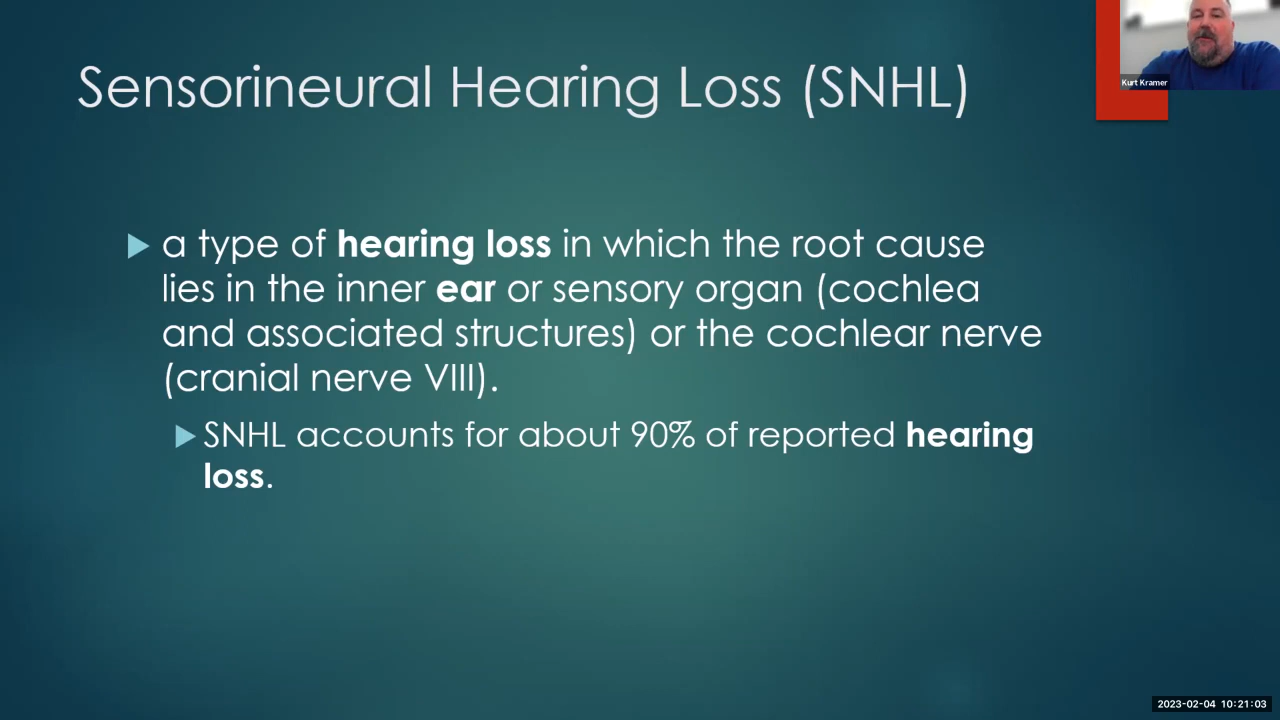 Sensorineural Hearing Loss (SNHL)
Kurt Kramer
a type of hearing loss in which the root cause
lies in the inner ear or sensory organ (cochlea
and associated structures) or the cochlear nerve
(cranial nerve VIII).
SNHL accounts for about 90% of reported hearing
loss.
2023-02-04 10:21:03